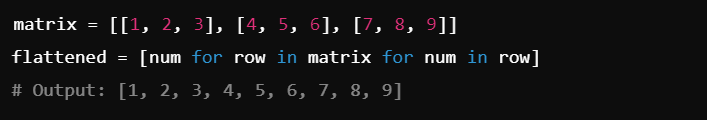 matrix = [[1, 2, 3], [4, 5, 6], [7, 8, 9]]
flattened = [num for row in matrix for num in row]
# Output: [1, 2, 3, 4, 5, 6, 7, 8, 9]